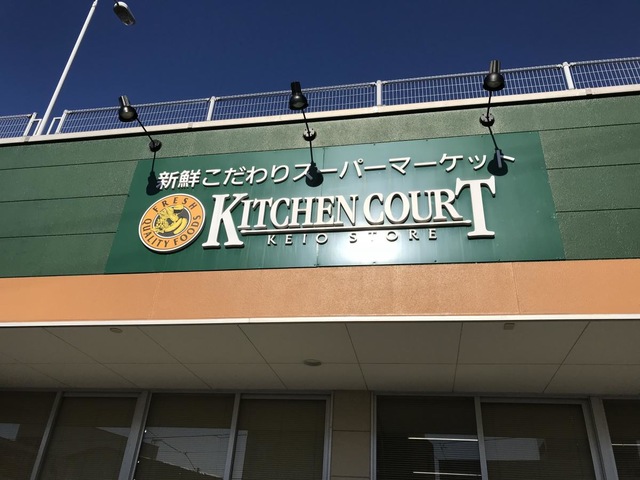 新鮮こだわりスーパーマーケット
FRESH
QUALITY FOODS
KITCHEN COURT
KEIO STORE